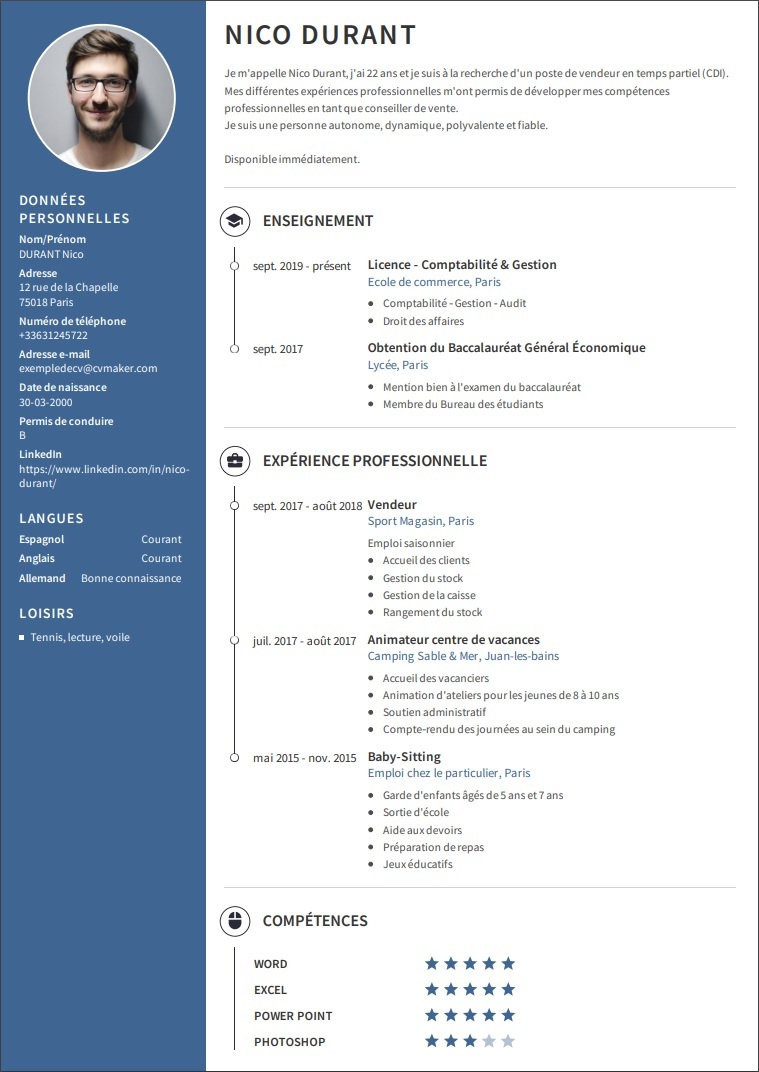 NICO DURANT
Je m'appelle Nico Durant, j'ai 22 ans et je suis à la recherche d'un poste de vendeur en temps partiel (CDI).
Mes différentes expériences professionnelles m'ont permis de développer mes compétences
professionnelles en tant que conseiller de vente.
Je suis une personne autonome, dynamique, polyvalente et fiable.
Disponible immédiatement.
DONNÉES
PERSONNELLES
Nom/Prénom
DURANT Nico
Adresse
12 rue de la Chapelle
75018 Paris
Numéro de téléphone
+33631245722
Adresse e-mail
exempledecv@cvmaker.com
Date de naissance
30-03-2000
Permis de conduire
B
LinkedIn
https://www.linkedin.com/in/nico-
durant/
LANGUES
Espagnol Courant
Anglais Courant
Allemand Bonne connaissance
LOISIRS
Tennis, lecture, voile
ENSEIGNEMENT
sept. 2019 - présent Licence - Comptabilité & Gestion
Ecole de commerce, Paris
• Comptabilité - Gestion - Audit
• Droit des affaires
sept. 2017 Obtention du Baccalauréat Général Économique
Lycée, Paris
• Mention bien à l'examen du baccalauréat
• Membre du Bureau des étudiants
EXPÉRIENCE PROFESSIONNELLE
sept. 2017 - août 2018 Vendeur
Sport Magasin, Paris
Emploi saisonnier
• Accueil des clients
• Gestion du stock
• Gestion de la caisse
• Rangement du stock
juil. 2017 - août 2017 Animateur centre de vacances
Camping Sable & Mer, Juan-les-bains
• Accueil des vacanciers
• Animation d'ateliers pour les jeunes de 8 à 10 ans
• Soutien administratif
• Compte-rendu des journées au sein du camping
mai 2015 - nov. 2015 Baby-Sitting
Emploi chez le particulier, Paris
• Garde d'enfants âgés de 5 ans et 7 ans
• Sortie d'école
• Aide aux devoirs
• Préparation de repas
• Jeux éducatifs
COMPÉTENCES
WORD
EXCEL
POWER POINT
PHOTOSHOP